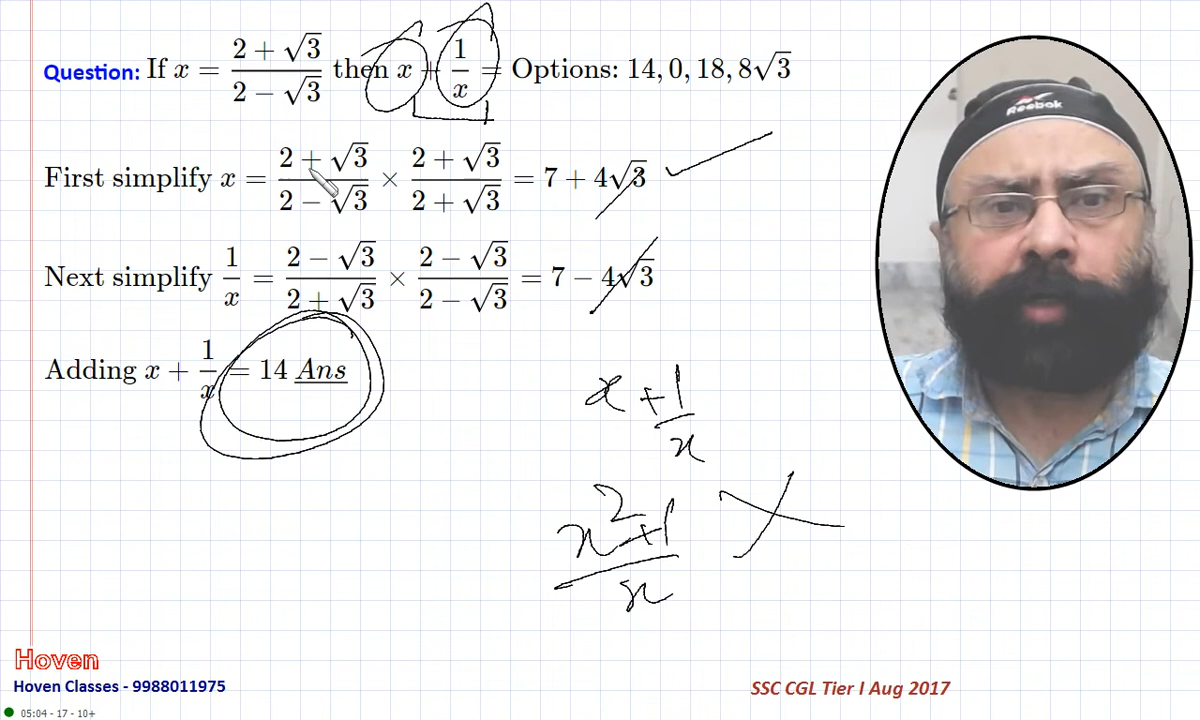 Question: If x = (2 + √3)/(2 − √3) then x + 1/x = Options: 14, 0, 18, 8√3
First simplify x = (2 + √3)/(2 − √3) × (2 + √3)/(2 + √3) = 7 + 4√3
Next simplify 1/x = (2 − √3)/(2 + √3) × (2 − √3)/(2 − √3) = 7 − 4√3
Adding x + 1/x = 14 Ans
x + 1/x
(x² + 1)/x
Reebok
Hoven
Hoven Classes - 9988011975
SSC CGL Tier I Aug 2017
05:04 - 17 - 10+